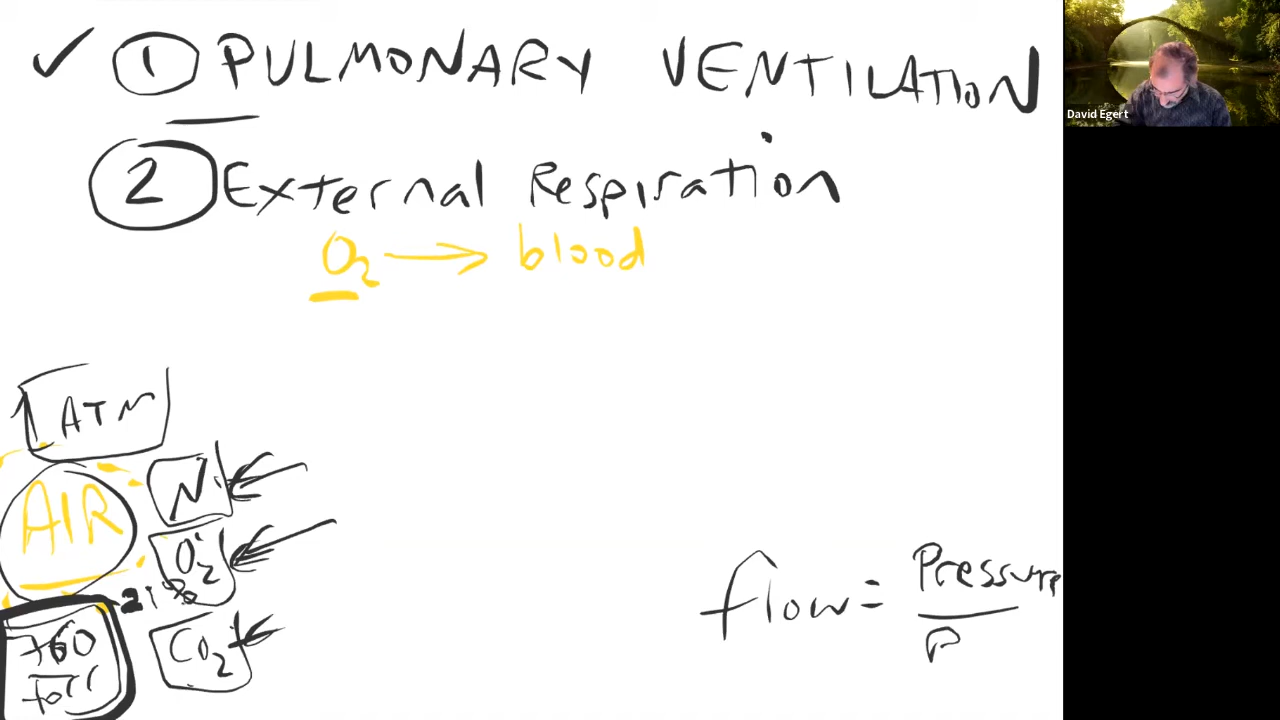 ✓ 1 PULMONARY VENTILATION
2 External Respiration
O2 → blood
1 ATM
AIR
N
O2
21%
CO2
760
torr
flow = Pressure
R
David Egert